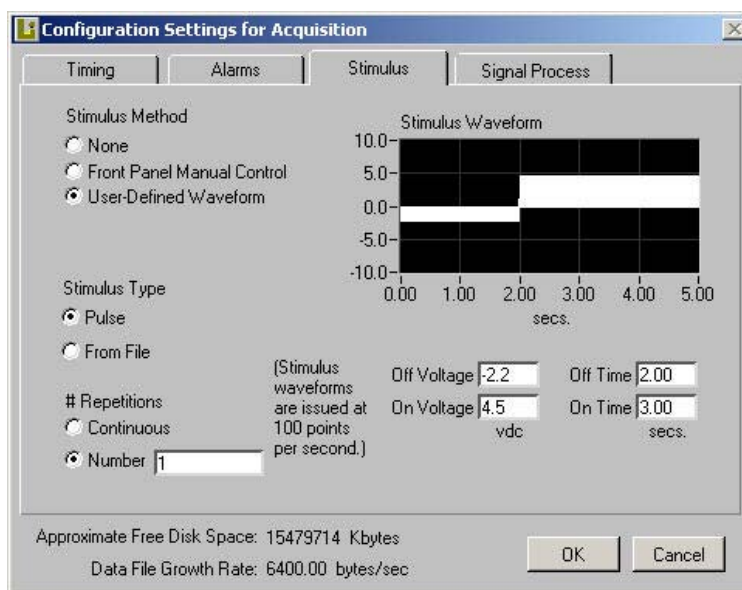 Configuration Settings for Acquisition
Timing Alarms Stimulus Signal Process
Stimulus Method
None
Front Panel Manual Control
User-Defined Waveform
Stimulus Waveform
10.0-
5.0-
0.0-
-5.0-
-10.0-
0.00 1.00 2.00 3.00 4.00 5.00
secs.
Stimulus Type
Pulse
From File
# Repetitions
Continuous
Number 1
(Stimulus
waveforms
are issued at
100 points
per second.)
Off Voltage -2.2 Off Time 2.00
On Voltage 4.5 On Time 3.00
vdc secs.
Approximate Free Disk Space: 15479714 Kbytes
Data File Growth Rate: 6400.00 bytes/sec
OK Cancel